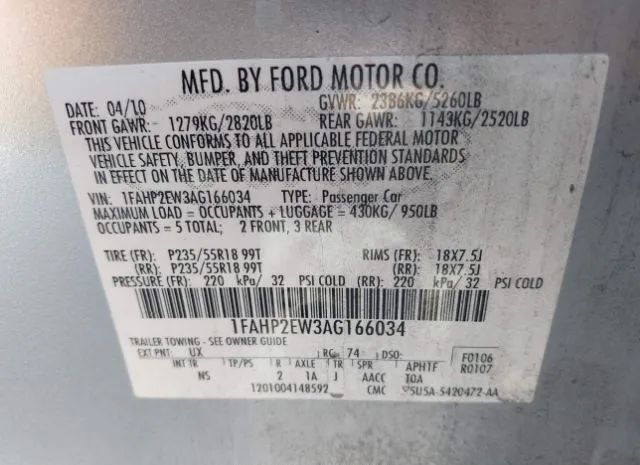 MFD. BY FORD MOTOR CO.
DATE: 04/10 GVWR: 2386KG/5260LB
FRONT GAWR: 1279KG/2820LB REAR GAWR: 1143KG/2520LB
THIS VEHICLE CONFORMS TO ALL APPLICABLE FEDERAL MOTOR
VEHICLE SAFETY, BUMPER, AND THEFT PREVENTION STANDARDS
IN EFFECT ON THE DATE OF MANUFACTURE SHOWN ABOVE.
VIN: 1FAHP2EW3AG166034 TYPE: Passenger Car
MAXIMUM LOAD = OCCUPANTS + LUGGAGE = 430KG/ 950LB
OCCUPANTS = 5 TOTAL; 2 FRONT, 3 REAR
TIRE (FR): P235/55R18 99T RIMS (FR): 18X7.5J
(RR): P235/55R18 99T (RR): 18X7.5J
PRESSURE (FR): 220 kPa/ 32 PSI COLD (RR): 220 kPa/ 32 PSI COLD
1FAHP2EW3AG166034
TRAILER TOWING - SEE OWNER GUIDE
EXT PNT: UX RC: 74 DSO: F0106
INT TR TP/PS R AXLE TR SPR APHTF R0107
NS 2 1A J AACC TOA
1201004148592 CMC 5U5A-5420472-AA